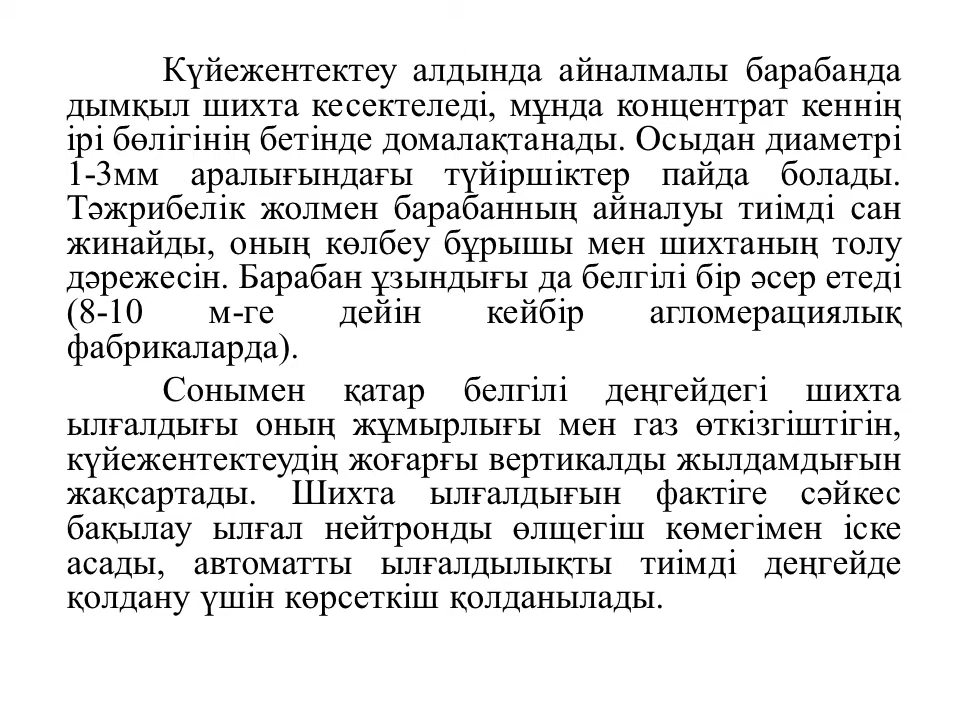 Күйежентектеу алдында айналмалы барабанда
дымқыл шихта кесектеледі, мұнда концентрат кеннің
ірі бөлігінің бетінде домалақтанады. Осыдан диаметрі
1-3мм аралығындағы түйіршіктер пайда болады.
Тәжрибелік жолмен барабанның айналуы тиімді сан
жинайды, оның көлбеу бұрышы мен шихтаның толу
дәрежесін. Барабан ұзындығы да белгілі бір әсер етеді
(8-10 м-ге дейін кейбір агломерациялық
фабрикаларда).
Сонымен қатар белгілі деңгейдегі шихта
ылғалдығы оның жұмырлығы мен газ өткізгіштігін,
күйежентектеудің жоғарғы вертикалды жылдамдығын
жақсартады. Шихта ылғалдығын фактіге сәйкес
бақылау ылғал нейтронды өлщегіш көмегімен іске
асады, автоматты ылғалдылықты тиімді деңгейде
қолдану үшін көрсеткіш қолданылады.